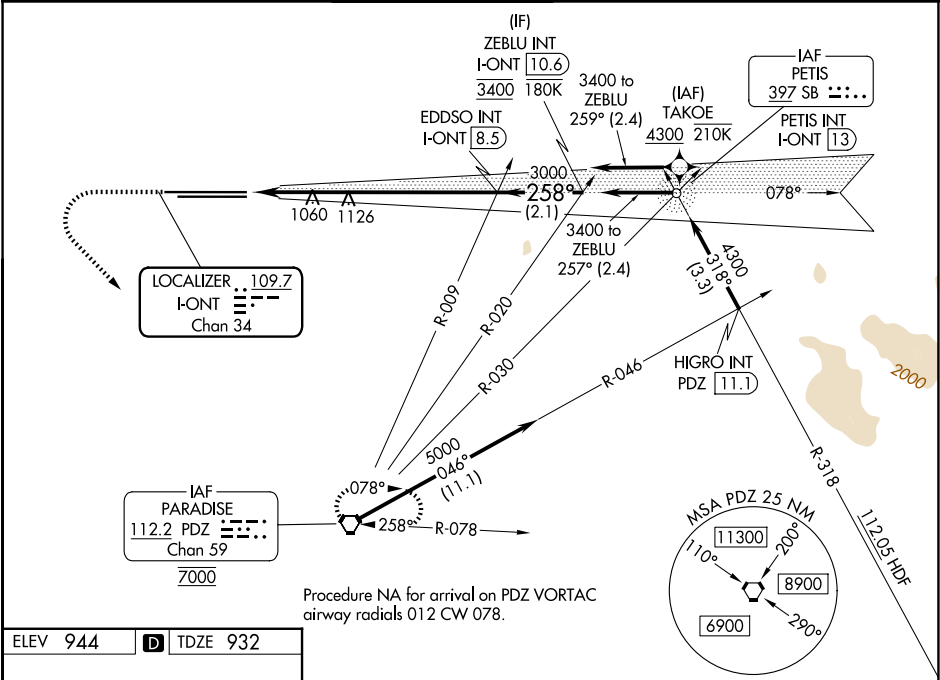 (IF)
ZEBLU INT
I-ONT 10.6
3400 180K
EDDSO INT
I-ONT 8.5
3400 to
ZEBLU
259° (2.4)
(IAF)
TAKOE
4300 210K
IAF
PETIS
397 SB
PETIS INT
I-ONT 13
3000
258°
(2.1)
078°
1060
1126
3400 to
ZEBLU
257° (2.4)
4300
318°
(3.3)
LOCALIZER 109.7
I-ONT
Chan 34
R-009
R-020
R-030
R-046
HIGRO INT
PDZ 11.1
2000
5000
046°
(11.1)
R-318
112.05 HDF
078°
258°
R-078
IAF
PARADISE
112.2 PDZ
Chan 59
7000
MSA PDZ 25 NM
11300
110°
200°
8900
6900
290°
Procedure NA for arrival on PDZ VORTAC
airway radials 012 CW 078.
ELEV 944 D TDZE 932